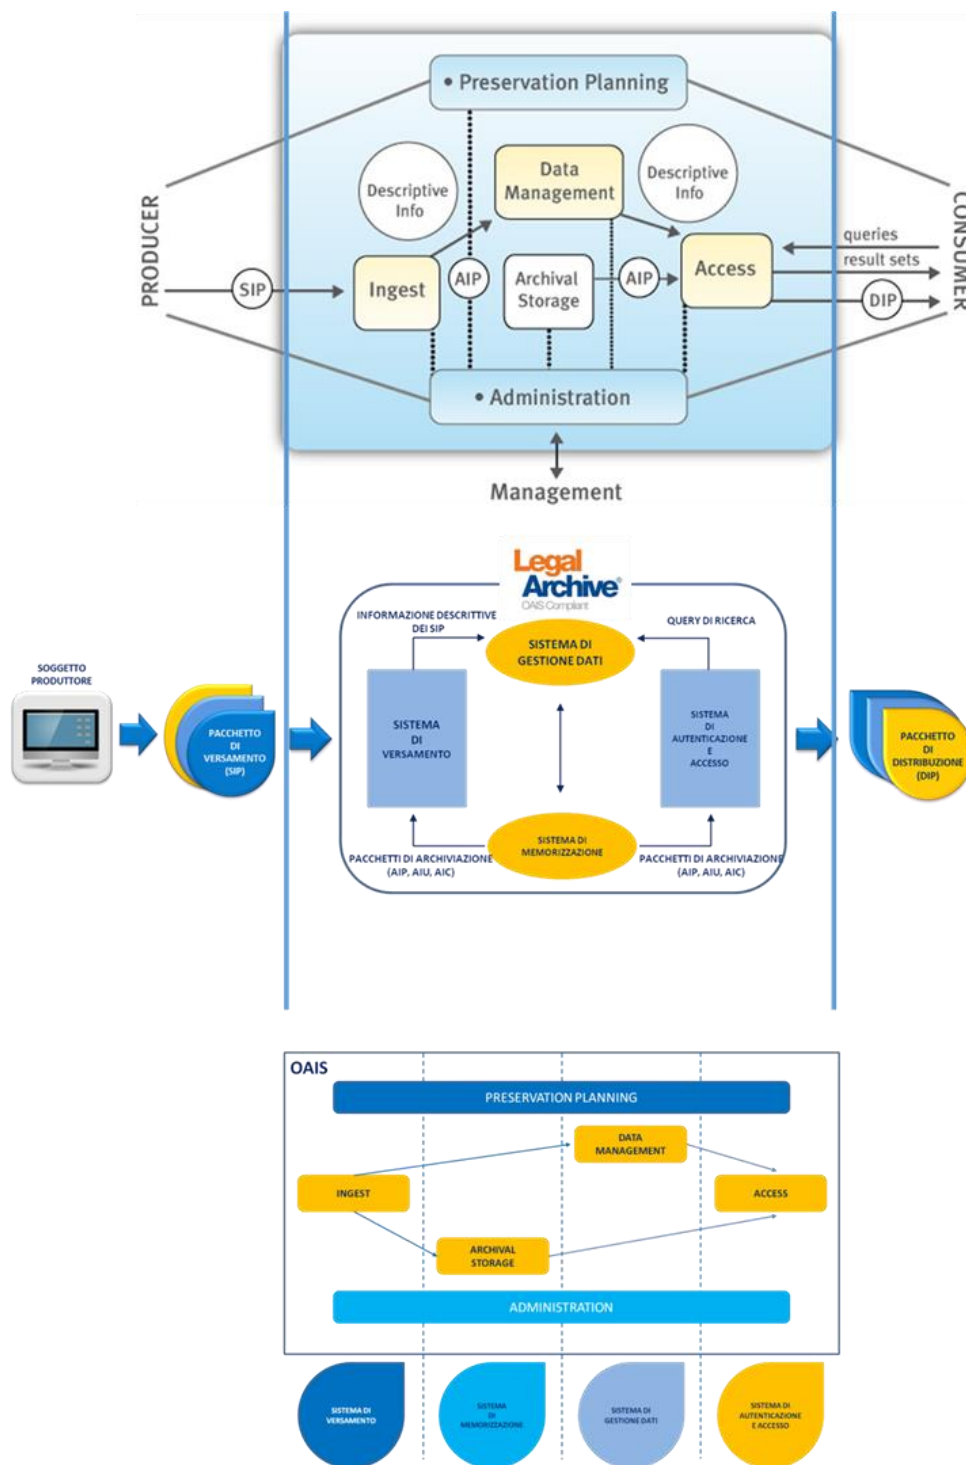 • Preservation Planning
Descriptive
Info
Data
Management
Descriptive
Info
PRODUCER
CONSUMER
SIP
Ingest
AIP
Archival
Storage
AIP
Access
queries
result sets
DIP
• Administration
Management
Legal
Archive®
OAIS Compliant
INFORMAZIONE DESCRITTIVE
DEI SIP
QUERY DI RICERCA
SISTEMA DI
GESTIONE DATI
SOGGETTO
PRODUTTORE
PACCHETTO
DI
VERSAMENTO
(SIP)
SISTEMA
DI
VERSAMENTO
SISTEMA
DI
AUTENTICAZIONE
E
ACCESSO
PACCHETTO
DI
DISTRIBUZIONE
(DIP)
SISTEMA DI
MEMORIZZAZIONE
PACCHETTI DI ARCHIVIAZIONE
(AIP, AIU, AIC)
PACCHETTI DI ARCHIVIAZIONE
(AIP, AIU, AIC)
OAIS
PRESERVATION PLANNING
DATA
MANAGEMENT
INGEST
ACCESS
ARCHIVAL
STORAGE
ADMINISTRATION
SISTEMA DI
VERSAMENTO
SISTEMA
DI
MEMORIZZAZIONE
SISTEMA DI
GESTIONE DATI
SISTEMA DI
AUTENTICAZIONE
E ACCESSO